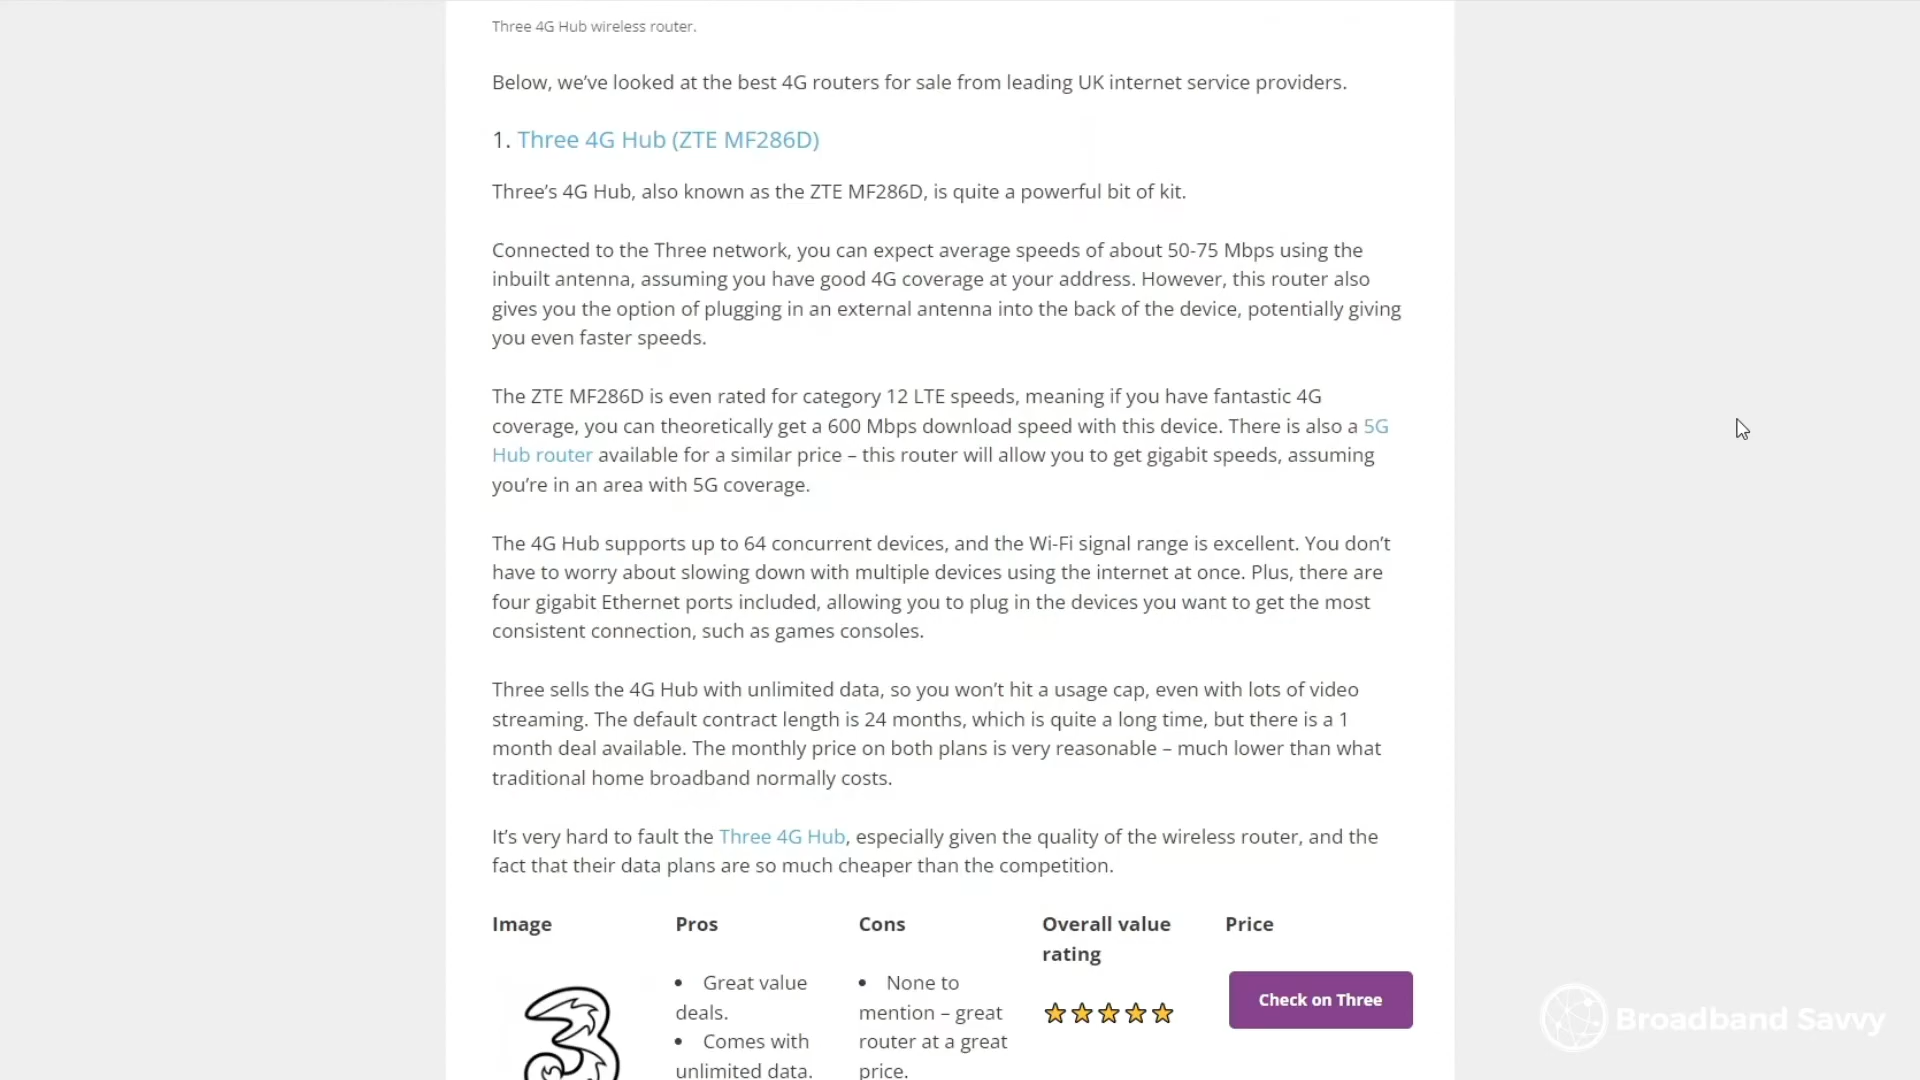 Three 4G Hub wireless router.
Below, we’ve looked at the best 4G routers for sale from leading UK internet service providers.
1. Three 4G Hub (ZTE MF286D)
Three’s 4G Hub, also known as the ZTE MF286D, is quite a powerful bit of kit.
Connected to the Three network, you can expect average speeds of about 50-75 Mbps using the
inbuilt antenna, assuming you have good 4G coverage at your address. However, this router also
gives you the option of plugging in an external antenna into the back of the device, potentially giving
you even faster speeds.
The ZTE MF286D is even rated for category 12 LTE speeds, meaning if you have fantastic 4G
coverage, you can theoretically get a 600 Mbps download speed with this device. There is also a 5G
Hub router available for a similar price – this router will allow you to get gigabit speeds, assuming
you’re in an area with 5G coverage.
The 4G Hub supports up to 64 concurrent devices, and the Wi-Fi signal range is excellent. You don’t
have to worry about slowing down with multiple devices using the internet at once. Plus, there are
four gigabit Ethernet ports included, allowing you to plug in the devices you want to get the most
consistent connection, such as games consoles.
Three sells the 4G Hub with unlimited data, so you won’t hit a usage cap, even with lots of video
streaming. The default contract length is 24 months, which is quite a long time, but there is a 1
month deal available. The monthly price on both plans is very reasonable – much lower than what
traditional home broadband normally costs.
It’s very hard to fault the Three 4G Hub, especially given the quality of the wireless router, and the
fact that their data plans are so much cheaper than the competition.
Image
Pros
Cons
Overall value
rating
Price
• Great value
deals.
• Comes with
unlimited data.
• None to
mention – great
router at a great
price.
Check on Three
Broadband Savvy